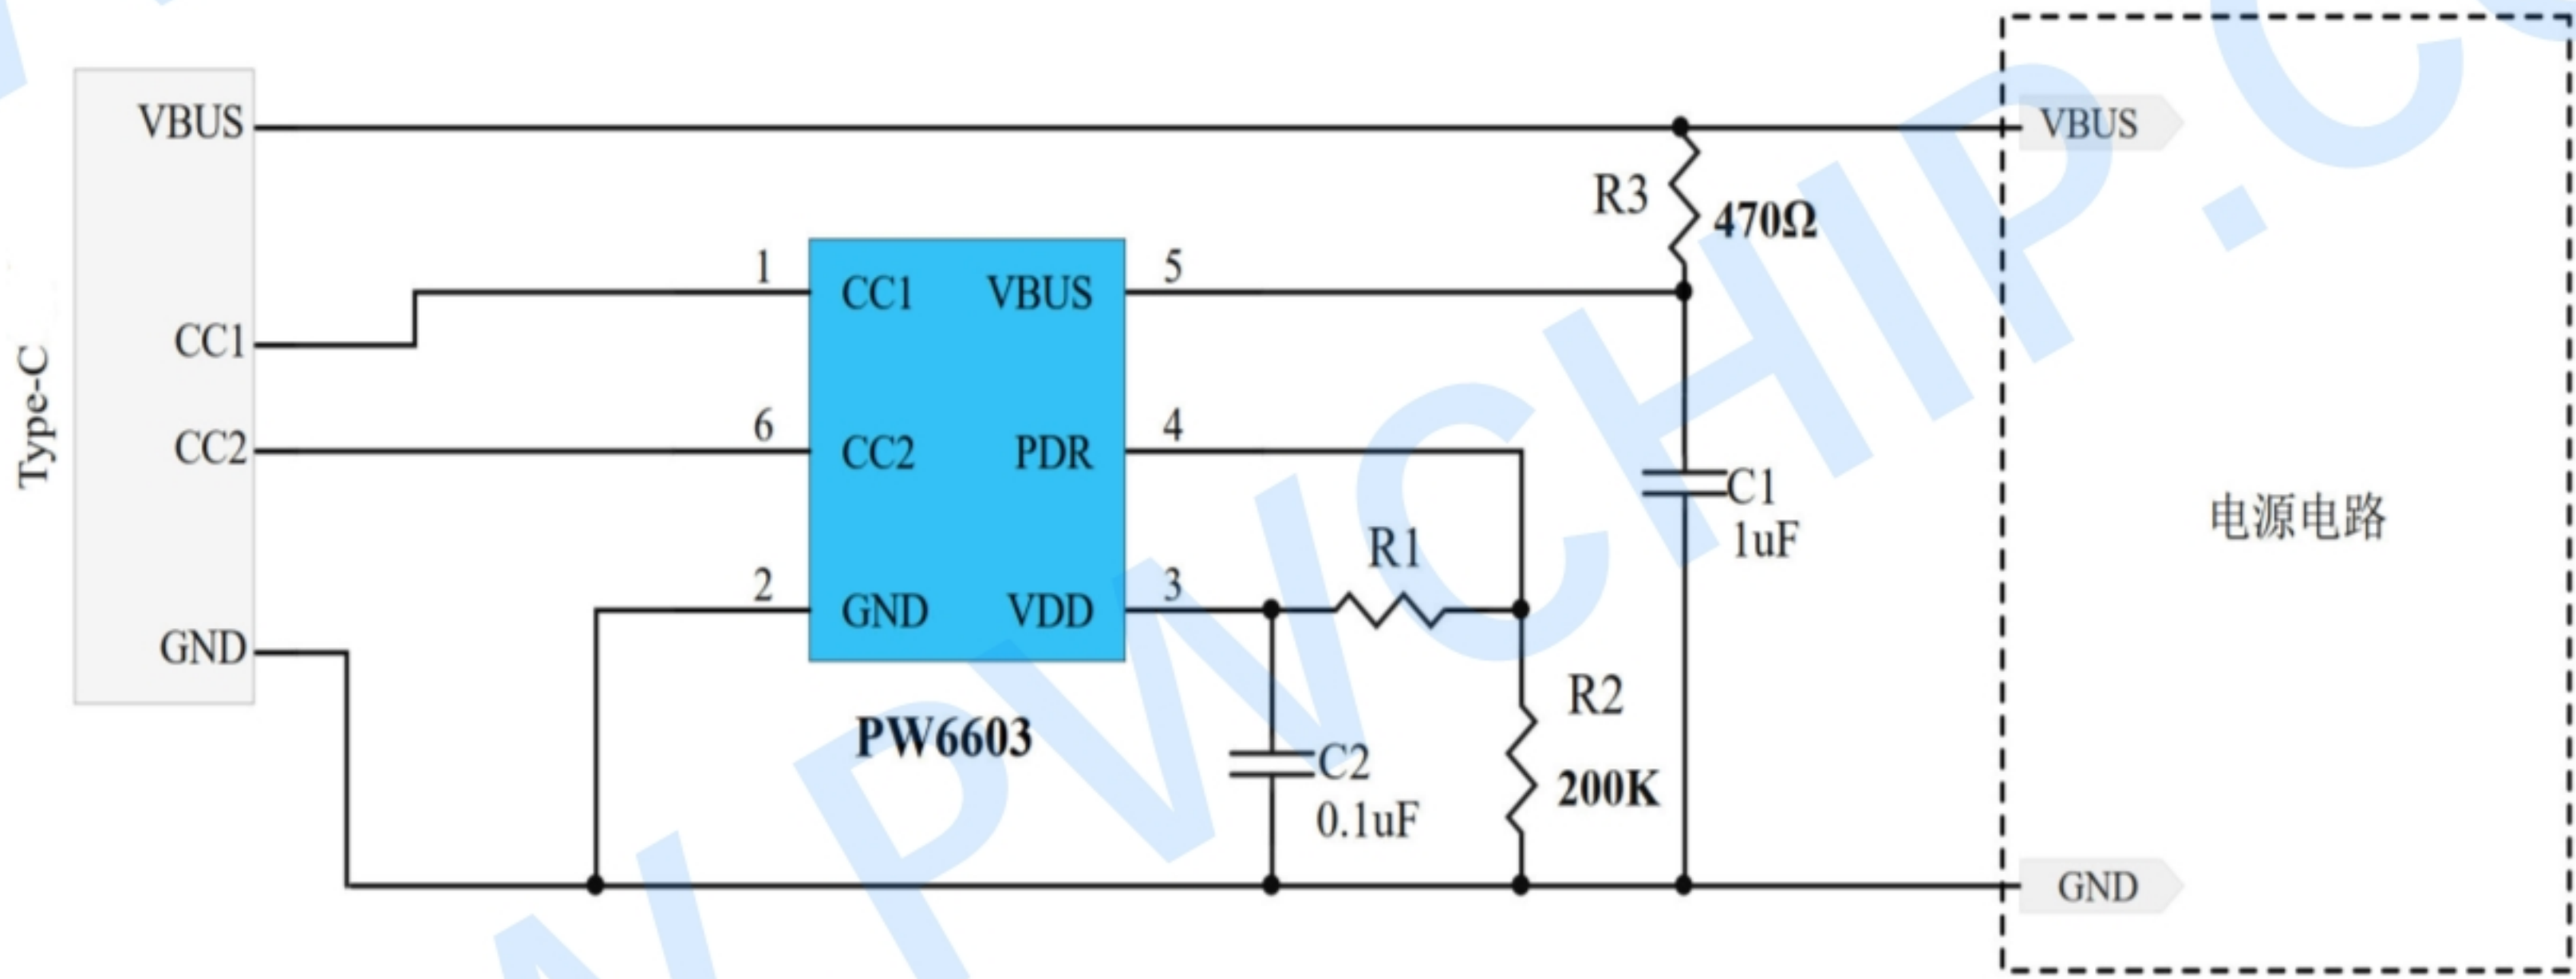 VBUS
VBUS
R3
470Ω
1
5
CC1
VBUS
CC1
6
4
CC2
CC2
PDR
Type-C
C1
1uF
电源电路
R1
2
3
GND
VDD
GND
R2
PW6603
C2
200K
0.1uF
GND
W PWCHIP.CO